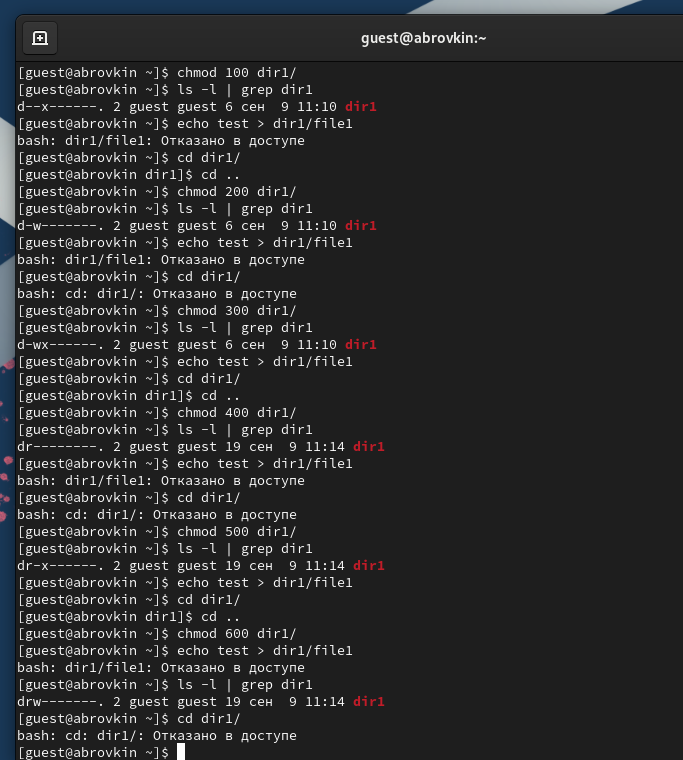 guest@abrovkin:~
[guest@abrovkin ~]$ chmod 100 dir1/
[guest@abrovkin ~]$ ls -l | grep dir1
d--x------. 2 guest guest 6 сен  9 11:10 dir1
[guest@abrovkin ~]$ echo test > dir1/file1
bash: dir1/file1: Отказано в доступе
[guest@abrovkin ~]$ cd dir1/
[guest@abrovkin dir1]$ cd ..
[guest@abrovkin ~]$ chmod 200 dir1/
[guest@abrovkin ~]$ ls -l | grep dir1
d-w-------. 2 guest guest 6 сен  9 11:10 dir1
[guest@abrovkin ~]$ echo test > dir1/file1
bash: dir1/file1: Отказано в доступе
[guest@abrovkin ~]$ cd dir1/
bash: cd: dir1/: Отказано в доступе
[guest@abrovkin ~]$ chmod 300 dir1/
[guest@abrovkin ~]$ ls -l | grep dir1
d-wx------. 2 guest guest 6 сен  9 11:10 dir1
[guest@abrovkin ~]$ echo test > dir1/file1
[guest@abrovkin ~]$ cd dir1/
[guest@abrovkin dir1]$ cd ..
[guest@abrovkin ~]$ chmod 400 dir1/
[guest@abrovkin ~]$ ls -l | grep dir1
dr--------. 2 guest guest 19 сен  9 11:14 dir1
[guest@abrovkin ~]$ echo test > dir1/file1
bash: dir1/file1: Отказано в доступе
[guest@abrovkin ~]$ cd dir1/
bash: cd: dir1/: Отказано в доступе
[guest@abrovkin ~]$ chmod 500 dir1/
[guest@abrovkin ~]$ ls -l | grep dir1
dr-x------. 2 guest guest 19 сен  9 11:14 dir1
[guest@abrovkin ~]$ echo test > dir1/file1
[guest@abrovkin ~]$ cd dir1/
[guest@abrovkin dir1]$ cd ..
[guest@abrovkin ~]$ chmod 600 dir1/
[guest@abrovkin ~]$ echo test > dir1/file1
bash: dir1/file1: Отказано в доступе
[guest@abrovkin ~]$ ls -l | grep dir1
drw-------. 2 guest guest 19 сен  9 11:14 dir1
[guest@abrovkin ~]$ cd dir1/
bash: cd: dir1/: Отказано в доступе
[guest@abrovkin ~]$